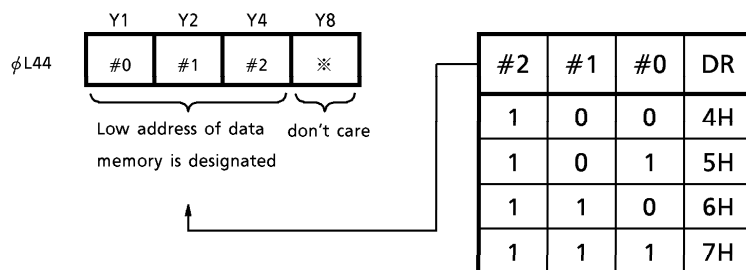 Y1 Y2 Y4 Y8
φL44 #0 #1 #2 ※
Low address of data
memory is designated
don't care
#2 #1 #0 DR
1 0 0 4H
1 0 1 5H
1 1 0 6H
1 1 1 7H